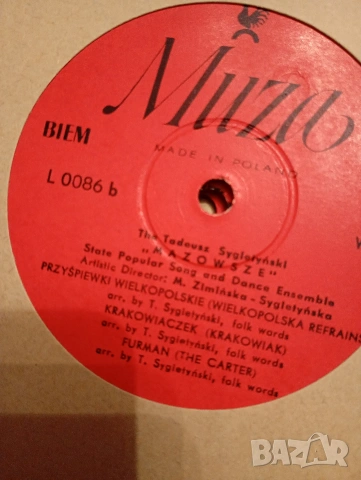 Muza
MADE IN POLAND
BIEM
L 0086 b
The Tadeusz Sygietyński
"MAZOWSZE"
State Popular Song and Dance Ensemble
Artistic Director: M. Zimińska - Sygietyńska
PRZYŚPIEWKI WIELKOPOLSKIE (WIELKOPOLSKA REFRAINS
arr. by T. Sygietyński, folk words
KRAKOWIACZEK (KRAKOWIAK)
arr. by T. Sygietyński, folk words
FURMAN (THE CARTER)
arr. by T. Sygietyński, folk words
BAZAR
bg